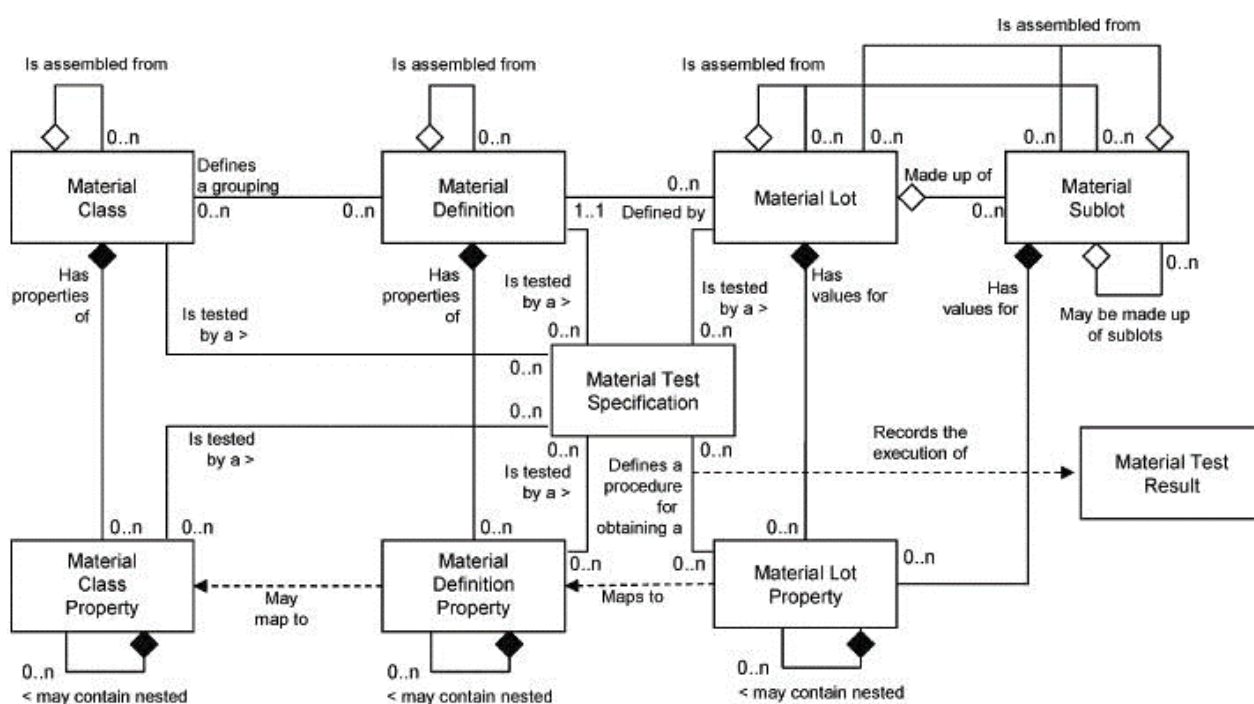 Is assembled from
Is assembled from
Is assembled from
Is assembled from
0..n
0..n
0..n
0..n
0..n
0..n
Material
Class
Defines
a grouping
0..n
0..n
Material
Definition
1..1
0..n
Defined by
Material Lot
Made up of
0..n
Material
Sublot
Has
properties
of
Is tested
by a >
Has
properties
of
Is tested
by a >
0..n
Is tested
by a >
0..n
Has
values for
Has
values for
0..n
May be made up
of sublots
0..n
Material Test
Specification
0..n
Is tested
by a >
0..n
Is tested
by a >
0..n
Defines a
procedure
for
obtaining a
Records the
execution of
Material Test
Result
0..n
0..n
0..n
0..n
0..n
0..n
0..n
Material
Class
Property
May
map to
Material
Definition
Property
Maps to
Material Lot
Property
0..n
0..n
0..n
< may contain nested
< may contain nested
< may contain nested